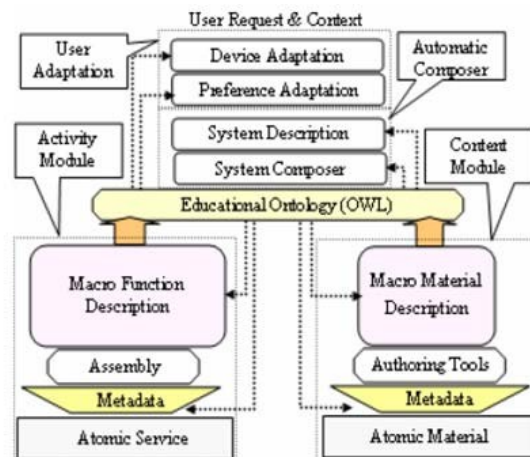 User Request & Context
User
Adaptation
Device Adaptation
Preference Adaptation
Automatic
Composer
System Description
System Composer
Activity
Module
Content
Module
Educational Ontology (OWL)
Macro Function
Description
Macro Material
Description
Assembly
Authoring Tools
Metadata
Metadata
Atomic Service
Atomic Material